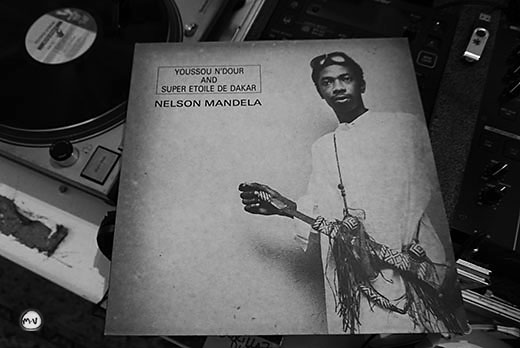 YOUSSOU N'DOUR
AND
SUPER ETOILE DE DAKAR
NELSON MANDELA